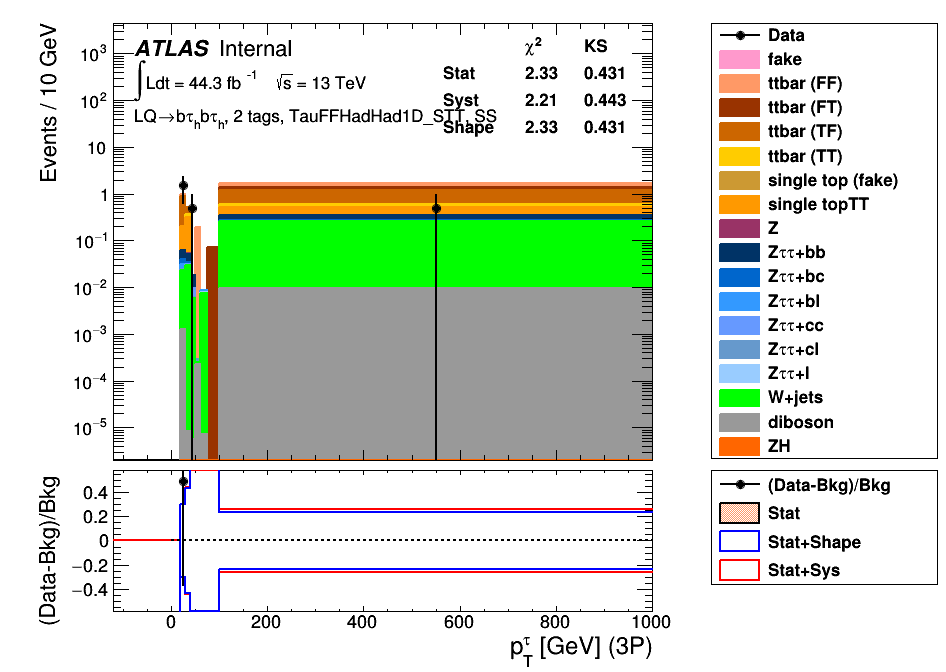 ATLAS Internal
∫Ldt = 44.3 fb⁻¹ √s = 13 TeV
LQ→bτₕbτₕ, 2 tags, TauFFHadHad1D_STT, SS
χ² KS
Stat 2.33 0.431
Syst 2.21 0.443
Shape 2.33 0.431
Events / 10 GeV
10³
10²
10
1
10⁻¹
10⁻²
10⁻³
10⁻⁴
10⁻⁵
Data
fake
ttbar (FF)
ttbar (FT)
ttbar (TF)
ttbar (TT)
single top (fake)
single topTT
Z
Zττ+bb
Zττ+bc
Zττ+bl
Zττ+cc
Zττ+cl
Zττ+l
W+jets
diboson
ZH
(Data-Bkg)/Bkg
0.4
0.2
0
−0.2
−0.4
0 200 400 600 800 1000
p_T^τ [GeV] (3P)
(Data-Bkg)/Bkg
Stat
Stat+Shape
Stat+Sys